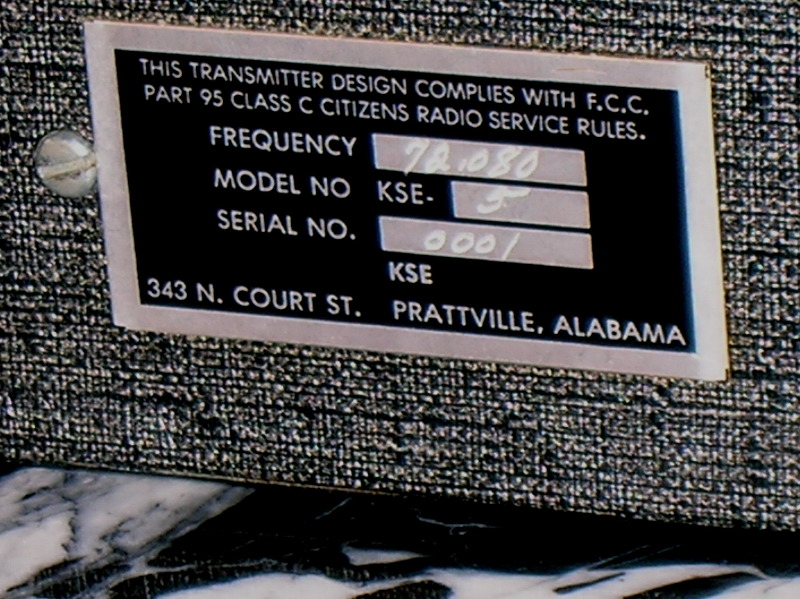 THIS TRANSMITTER DESIGN COMPLIES WITH F.C.C.
PART 95 CLASS C CITIZENS RADIO SERVICE RULES.
FREQUENCY 72.080
MODEL NO KSE-5
SERIAL NO. 0001
KSE
343 N. COURT ST. PRATTVILLE, ALABAMA